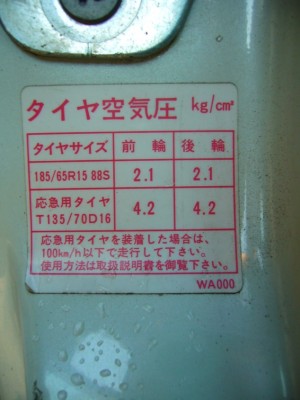 タイヤ空気圧 kg/cm²
タイヤサイズ 前輪 後輪
185/65R15 88S 2.1 2.1
応急用タイヤ
T135/70D16 4.2 4.2
応急用タイヤを装着した場合は、
100km/h以下で走行して下さい。
使用方法は取扱説明書を御覧下さい。
WA000